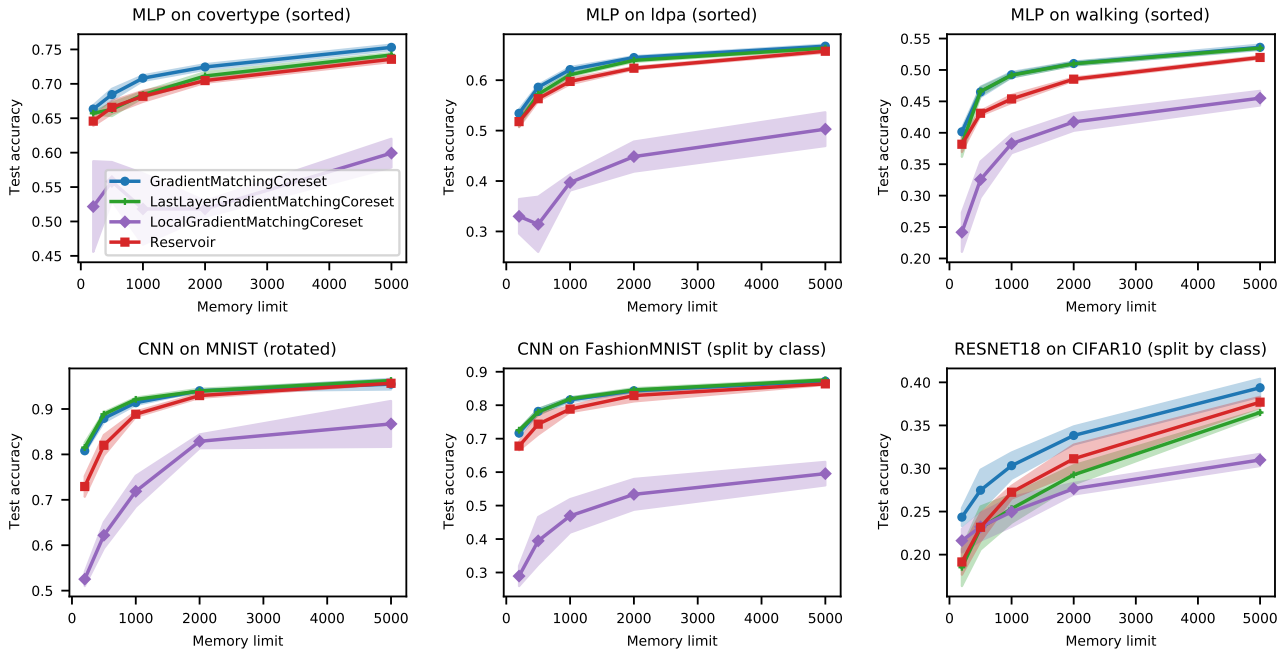 MLP on covertype (sorted)
Test accuracy
0.75
0.70
0.65
0.60
0.55
0.50
0.45
GradientMatchingCoreset
LastLayerGradientMatchingCoreset
LocalGradientMatchingCoreset
Reservoir
0 1000 2000 3000 4000 5000
Memory limit
MLP on ldpa (sorted)
Test accuracy
0.6
0.5
0.4
0.3
0 1000 2000 3000 4000 5000
Memory limit
MLP on walking (sorted)
Test accuracy
0.55
0.50
0.45
0.40
0.35
0.30
0.25
0.20
0 1000 2000 3000 4000 5000
Memory limit
CNN on MNIST (rotated)
Test accuracy
0.9
0.8
0.7
0.6
0.5
0 1000 2000 3000 4000 5000
Memory limit
CNN on FashionMNIST (split by class)
Test accuracy
0.9
0.8
0.7
0.6
0.5
0.4
0.3
0 1000 2000 3000 4000 5000
Memory limit
RESNET18 on CIFAR10 (split by class)
Test accuracy
0.40
0.35
0.30
0.25
0.20
0 1000 2000 3000 4000 5000
Memory limit